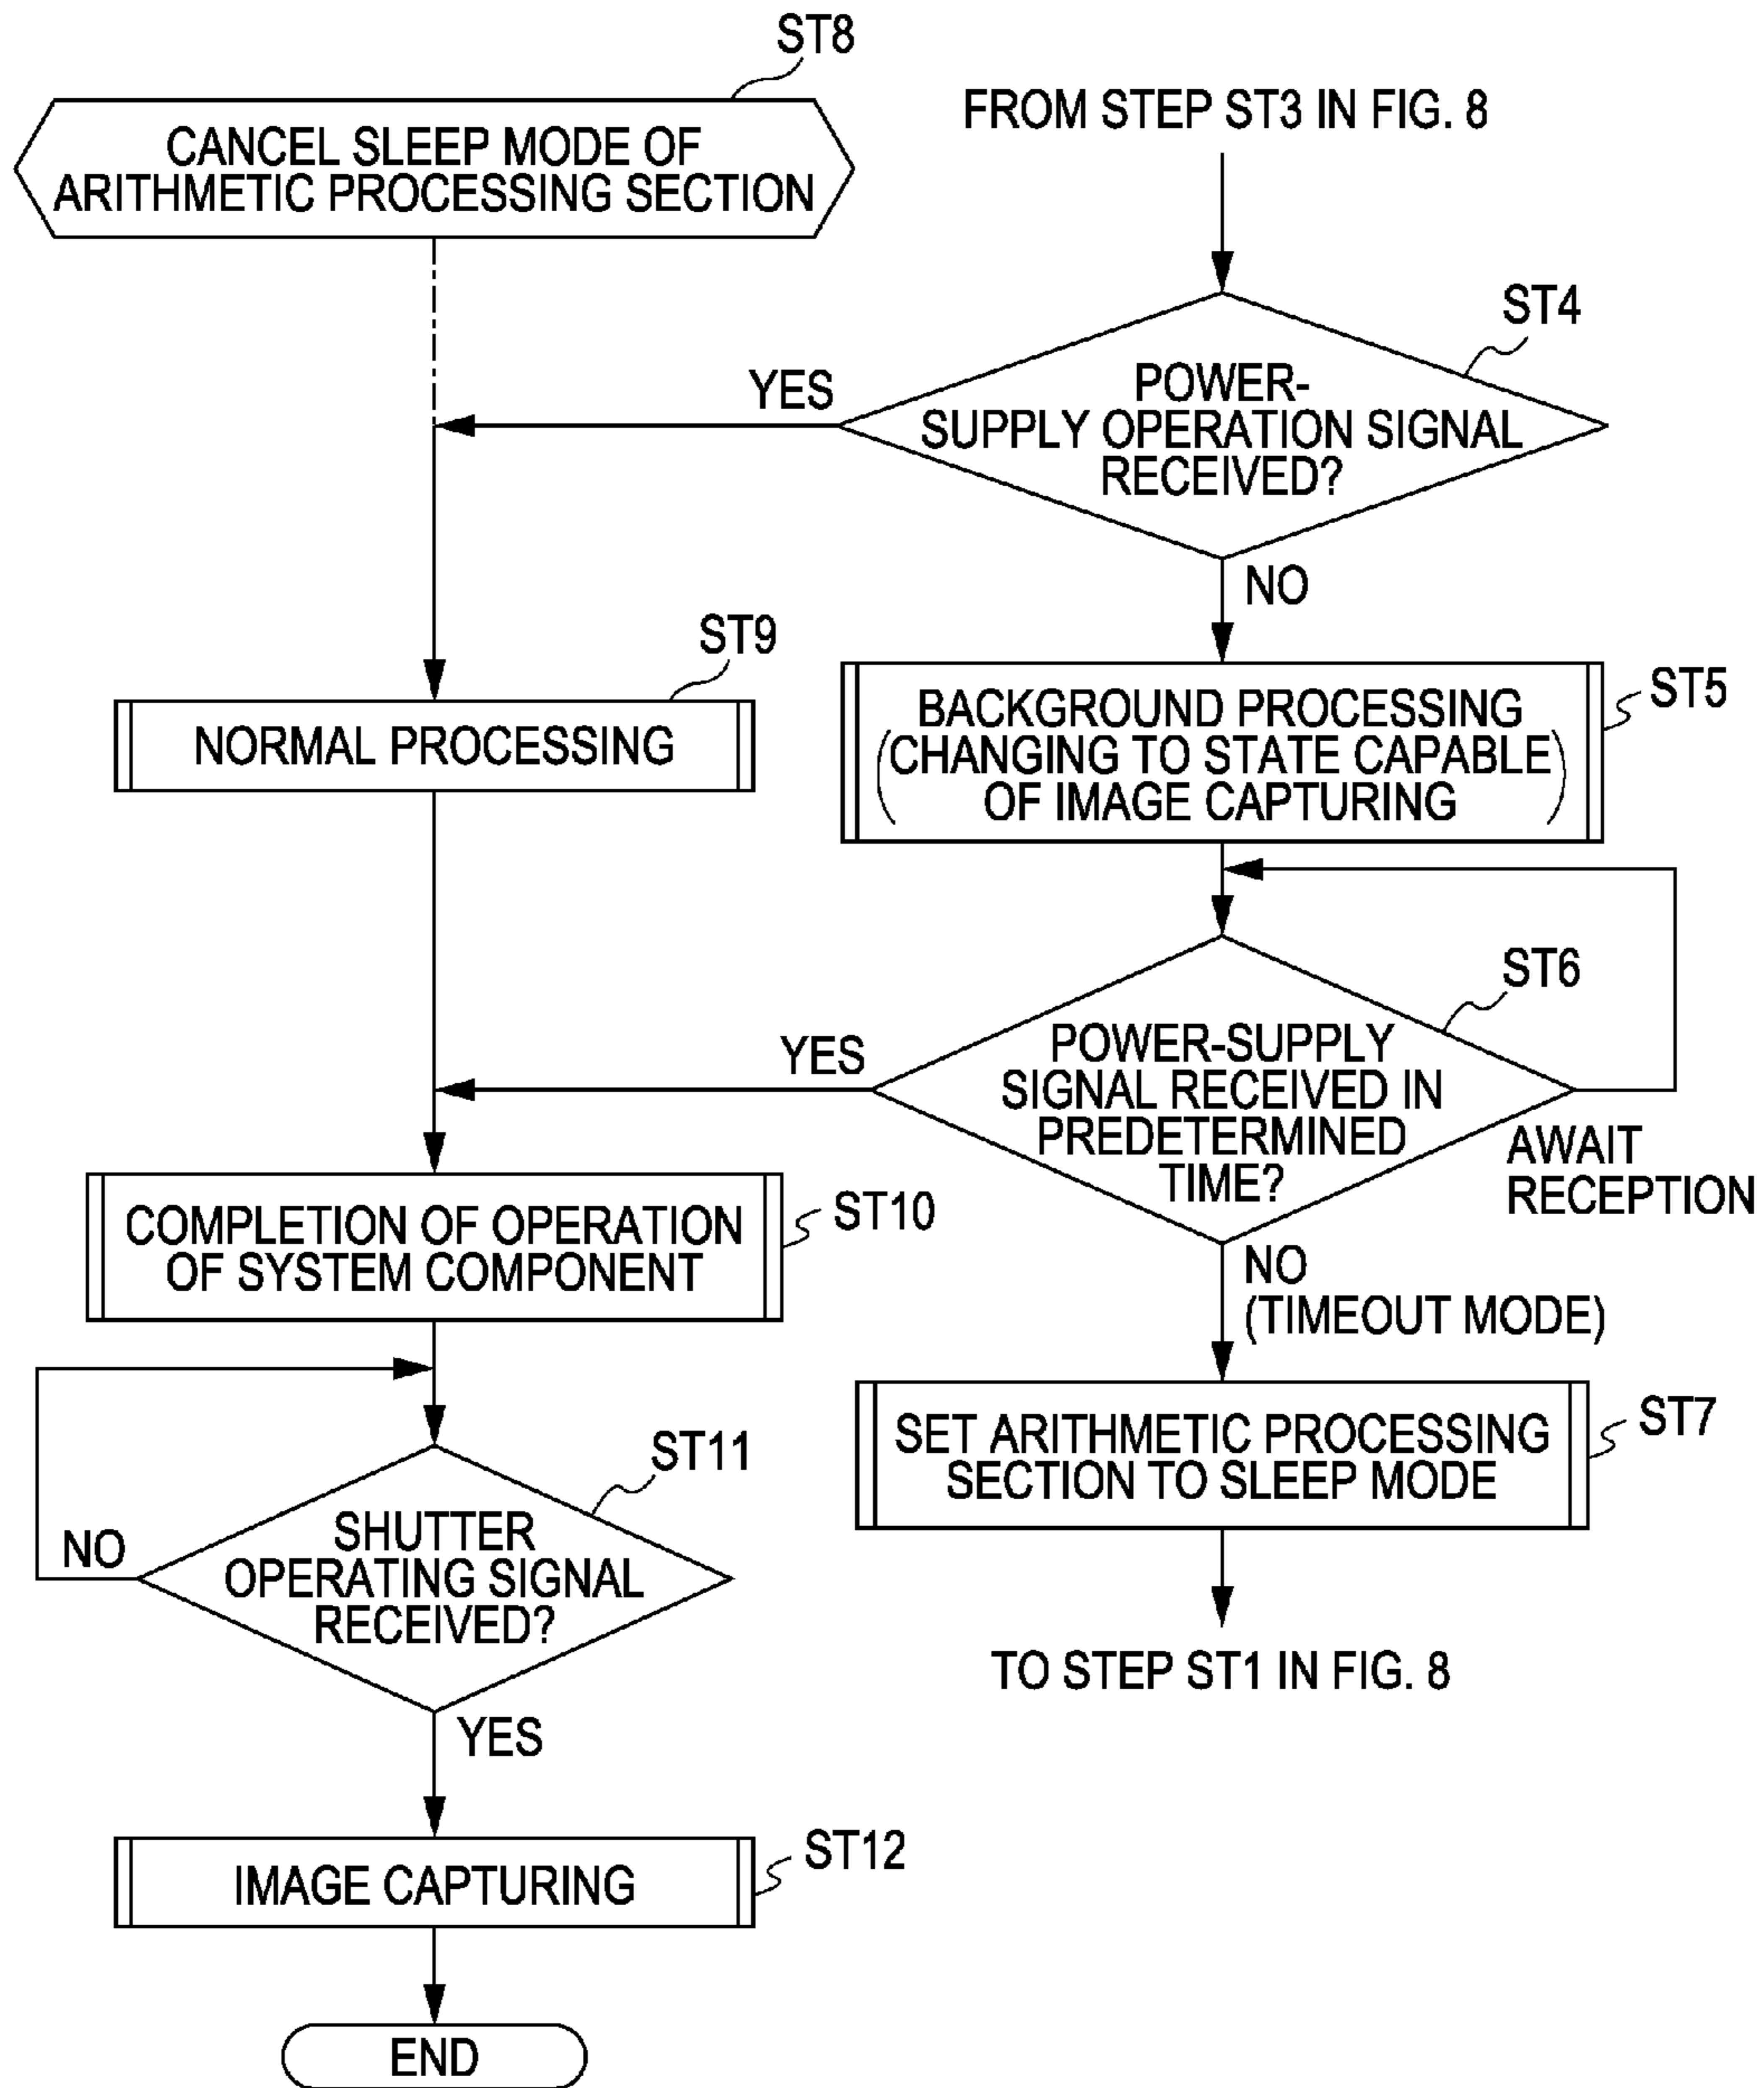 ST8
CANCEL SLEEP MODE OF
ARITHMETIC PROCESSING SECTION
FROM STEP ST3 IN FIG. 8
ST4
POWER-
SUPPLY OPERATION SIGNAL
RECEIVED?
YES
NO
ST9
NORMAL PROCESSING
ST5
BACKGROUND PROCESSING
(CHANGING TO STATE CAPABLE
OF IMAGE CAPTURING)
ST6
POWER-SUPPLY
SIGNAL RECEIVED IN
PREDETERMINED
TIME?
YES
AWAIT
RECEPTION
NO
(TIMEOUT MODE)
ST10
COMPLETION OF OPERATION
OF SYSTEM COMPONENT
ST7
SET ARITHMETIC PROCESSING
SECTION TO SLEEP MODE
TO STEP ST1 IN FIG. 8
ST11
SHUTTER
OPERATING SIGNAL
RECEIVED?
NO
YES
ST12
IMAGE CAPTURING
END